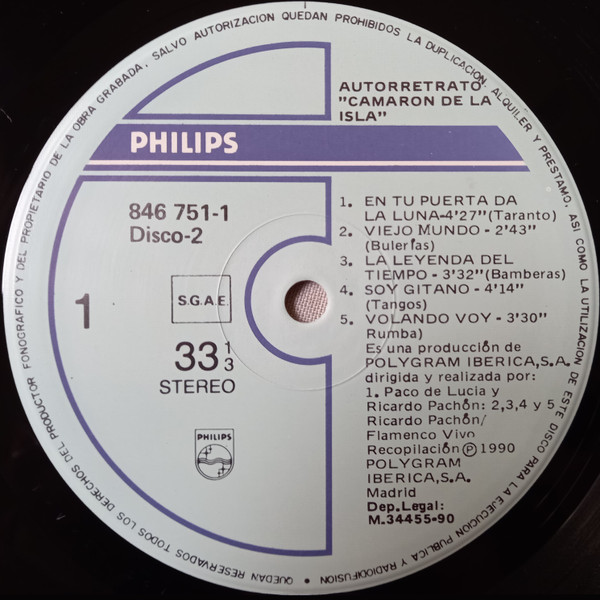 SALVO AUTORIZACION QUEDAN PROHIBIDOS LA DUPLICACION, ALQUILER Y PRESTAMO, ASI COMO LA UTILIZACION DE ESTE DISCO PARA LA EJECUCION PUBLICA Y RADIODIFUSION •
QUEDAN RESERVADOS TODOS LOS DERECHOS DEL PRODUCTOR FONOGRAFICO Y DEL PROPIETARIO DE LA OBRA GRABADA.
AUTORRETRATO
"CAMARON DE LA
ISLA"
PHILIPS
846 751-1
Disco-2
1
S.G.A.E.
33 1/3
STEREO
PHILIPS
1. EN TU PUERTA DA
LA LUNA-4'27" (Taranto)
2. VIEJO MUNDO - 2'43"
(Bulerías)
3. LA LEYENDA DEL
TIEMPO - 3'32" (Bamberas)
4. SOY GITANO - 4'14"
(Tangos)
5. VOLANDO VOY - 3'30"
Rumba)
Es una producción de
POLYGRAM IBERICA,S.A.
dirigida y realizada por:
1. Paco de Lucia y
Ricardo Pachón: 2,3,4 y 5
Ricardo Pachón/
Flamenco Vivo
Recopilación Ⓟ 1990
POLYGRAM
IBERICA,S.A.
Madrid
Dep. Legal:
M.34455-90